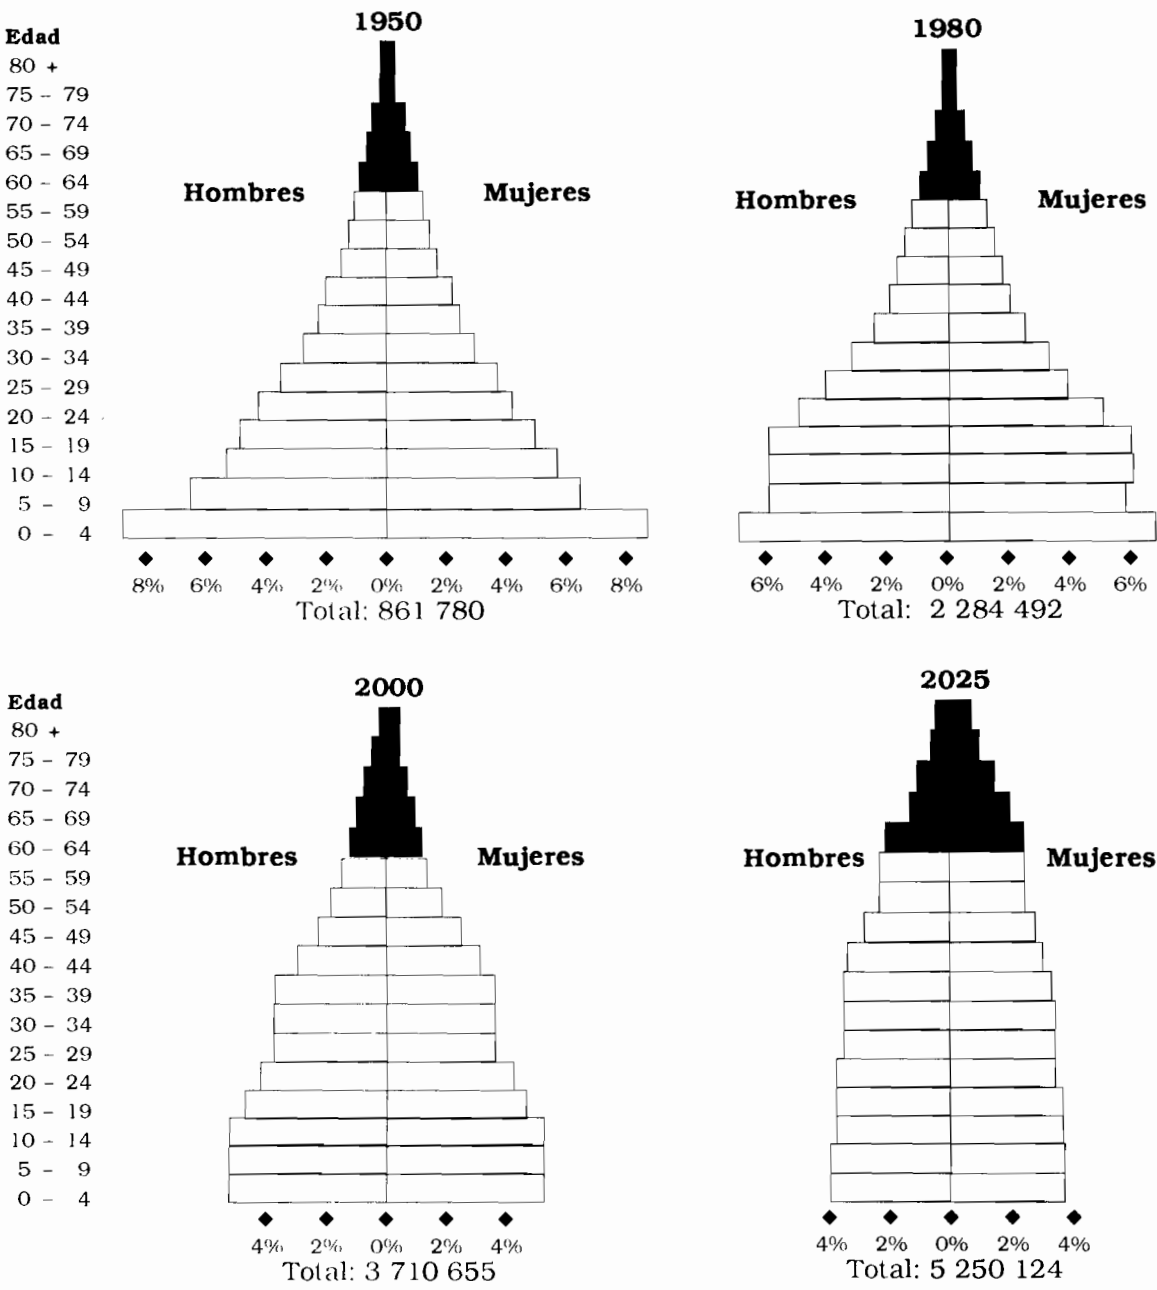 1950
Edad
80 +
75 – 79
70 – 74
65 – 69
60 – 64
55 – 59
50 – 54
45 – 49
40 – 44
35 – 39
30 – 34
25 – 29
20 – 24
15 – 19
10 – 14
5 – 9
0 – 4
Hombres Mujeres
8% 6% 4% 2% 0% 2% 4% 6% 8%
Total: 861 780
1980
Hombres Mujeres
6% 4% 2% 0% 2% 4% 6%
Total: 2 284 492
2000
Edad
80 +
75 – 79
70 – 74
65 – 69
60 – 64
55 – 59
50 – 54
45 – 49
40 – 44
35 – 39
30 – 34
25 – 29
20 – 24
15 – 19
10 – 14
5 – 9
0 – 4
Hombres Mujeres
4% 2% 0% 2% 4%
Total: 3 710 655
2025
Hombres Mujeres
4% 2% 0% 2% 4%
Total: 5 250 124